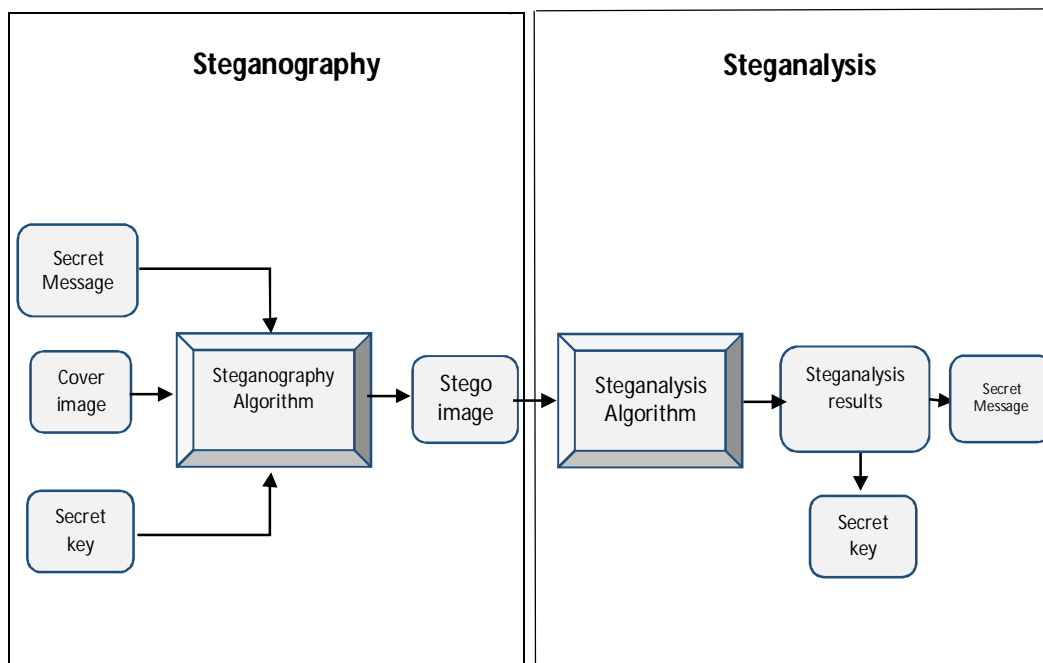 Steganography
Secret
Message
Cover
image
Secret
key
Steganography
Algorithm
Stego
image
Steganalysis
Steganalysis
Algorithm
Steganalysis
results
Secret
Message
Secret
key